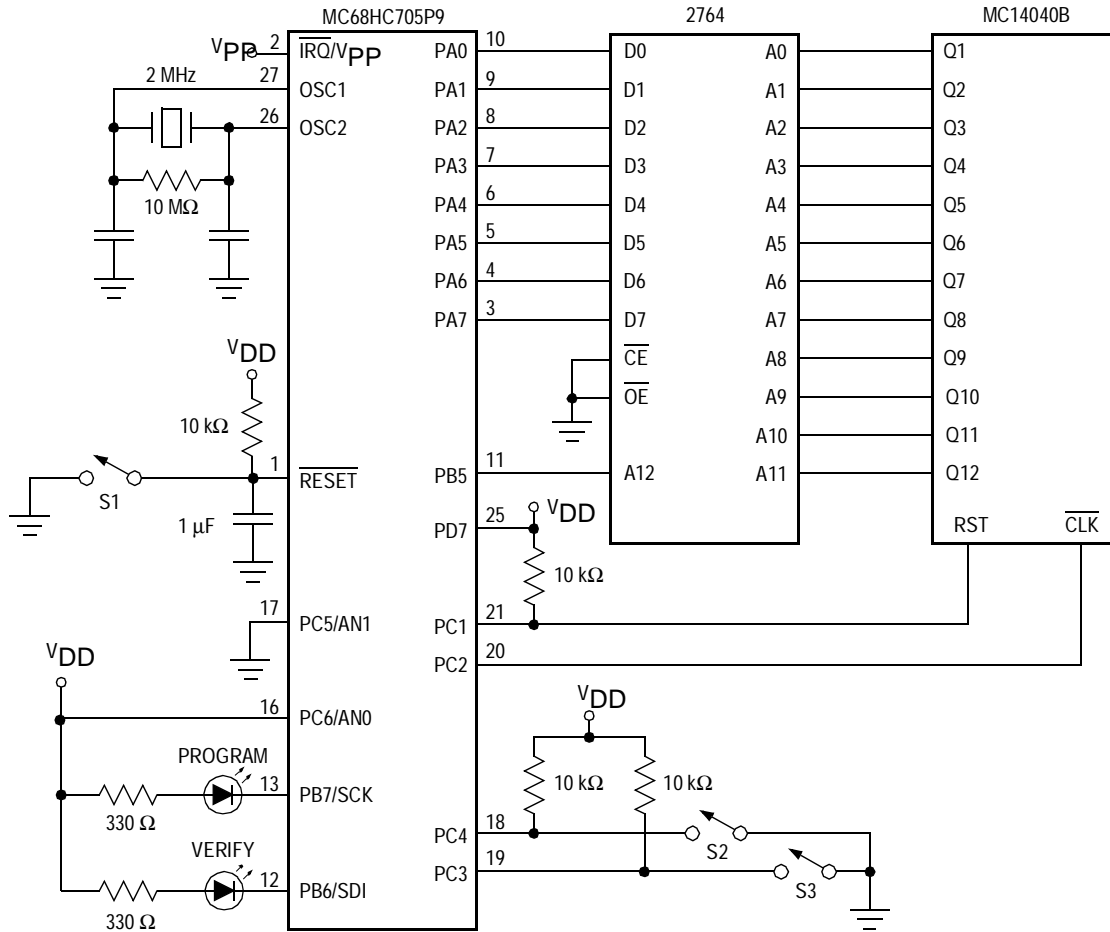 MC68HC705P9
2764
MC14040B
VPP
2
IRQ/VPP
PA0
10
D0
A0
Q1
2 MHz
27
OSC1
PA1
9
D1
A1
Q2
26
OSC2
PA2
8
D2
A2
Q3
PA3
7
D3
A3
Q4
10 MΩ
PA4
6
D4
A4
Q5
PA5
5
D5
A5
Q6
PA6
4
D6
A6
Q7
PA7
3
D7
A7
Q8
VDD
CE
A8
Q9
10 kΩ
OE
A9
Q10
A10
Q11
S1
1
RESET
PB5
11
A12
A11
Q12
1 µF
PD7
25
VDD
10 kΩ
RST
CLK
17
PC5/AN1
PC1
21
PC2
20
VDD
16
PC6/AN0
VDD
PROGRAM
13
PB7/SCK
330 Ω
10 kΩ
10 kΩ
PC4
18
S2
VERIFY
PC3
19
S3
12
PB6/SDI
330 Ω